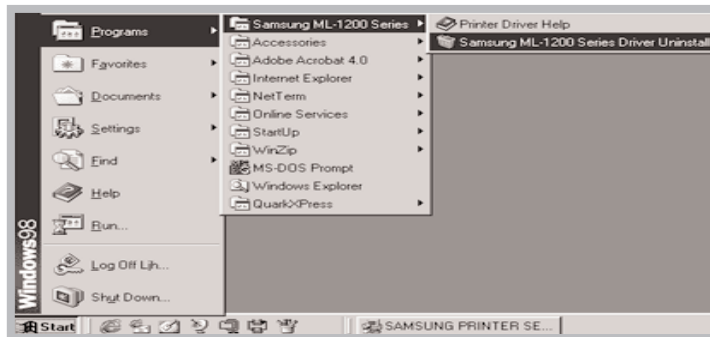 Programs
Favorites
Documents
Settings
Find
Help
Run...
Log Off Ljh...
Shut Down...
Windows98
Samsung ML-1200 Series
Accessories
Adobe Acrobat 4.0
Internet Explorer
NetTerm
Online Services
StartUp
WinZip
MS-DOS Prompt
Windows Explorer
QuarkXPress
Printer Driver Help
Samsung ML-1200 Series Driver Uninstall
Start
SAMSUNG PRINTER SE...